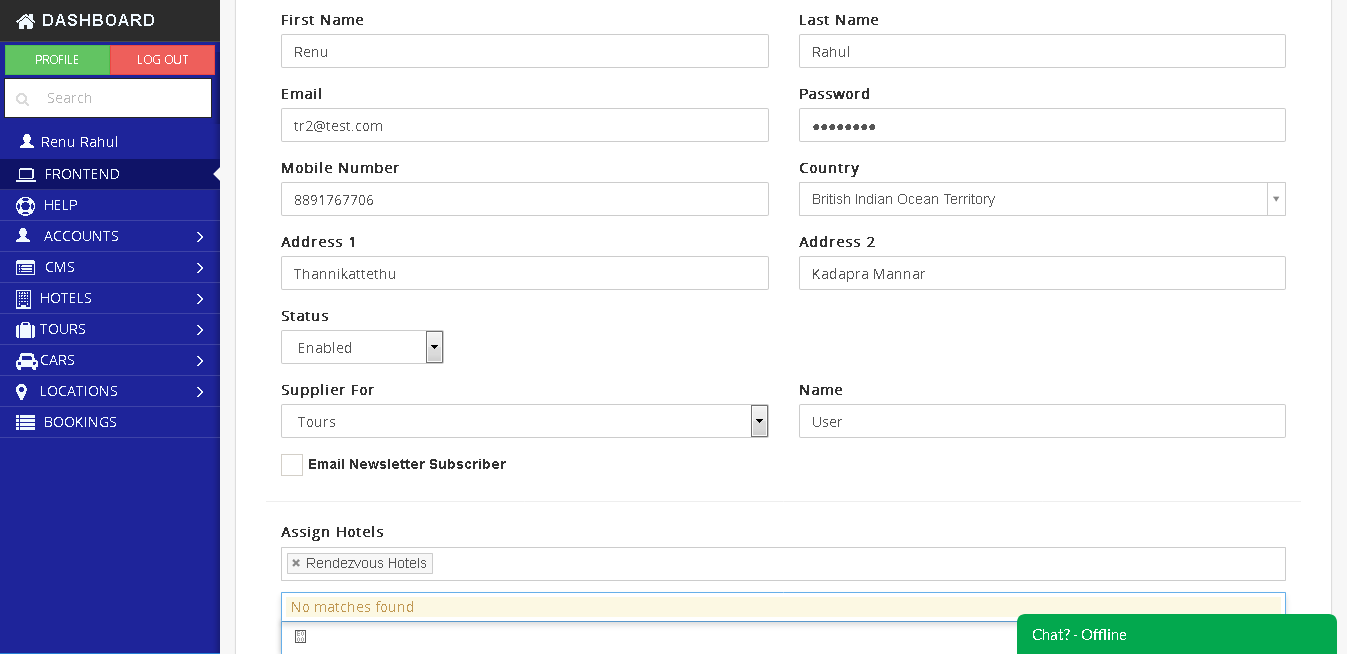 DASHBOARD
PROFILE
LOG OUT
Search
Renu Rahul
FRONTEND
HELP
ACCOUNTS
CMS
HOTELS
TOURS
CARS
LOCATIONS
BOOKINGS
First Name
Last Name
Renu
Rahul
Email
Password
tr2@test.com
●●●●●●●●
Mobile Number
Country
8891767706
British Indian Ocean Territory
Address 1
Address 2
Thannikattethu
Kadapra Mannar
Status
Enabled
Supplier For
Name
Tours
User
Email Newsletter Subscriber
Assign Hotels
Rendezvous Hotels
No matches found
Chat? - Offline